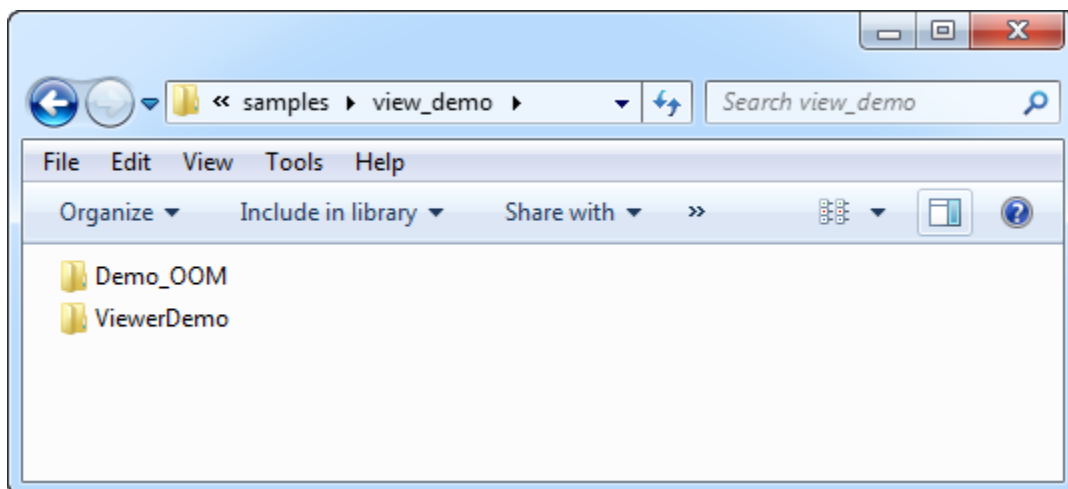 « samples view_demo Search view_demo
File Edit View Tools Help
Organize Include in library Share with »
Demo_OOM
ViewerDemo